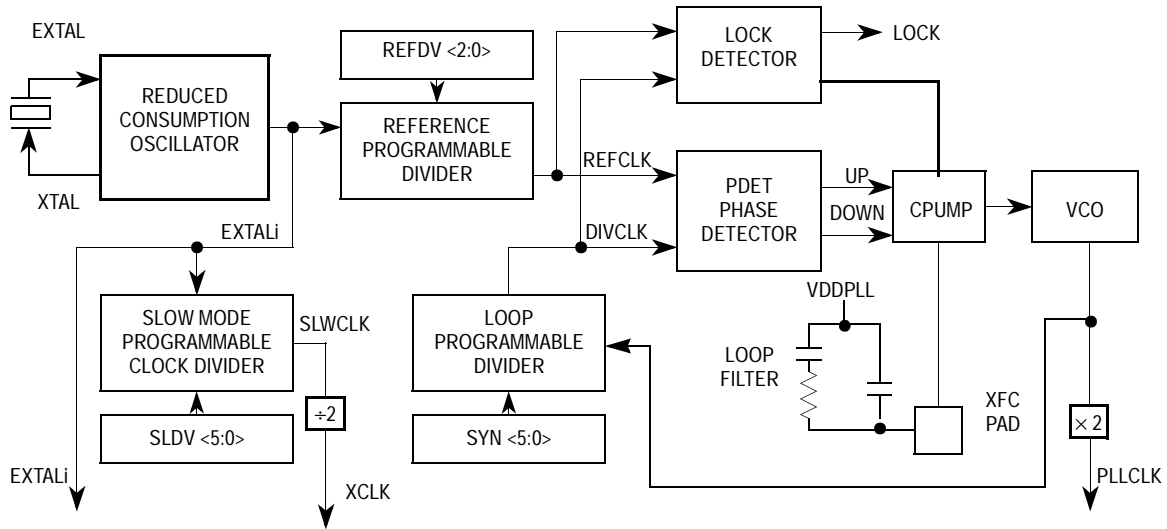 EXTAL
REDUCED
CONSUMPTION
OSCILLATOR
XTAL
REFDV <2:0>
REFERENCE
PROGRAMMABLE
DIVIDER
LOCK
DETECTOR
LOCK
REFCLK
DIVCLK
PDET
PHASE
DETECTOR
UP
DOWN
CPUMP
VCO
EXTALi
SLOW MODE
PROGRAMMABLE
CLOCK DIVIDER
SLWCLK
÷2
SLDV <5:0>
EXTALi
XCLK
LOOP
PROGRAMMABLE
DIVIDER
SYN <5:0>
VDDPLL
LOOP
FILTER
XFC
PAD
× 2
PLLCLK